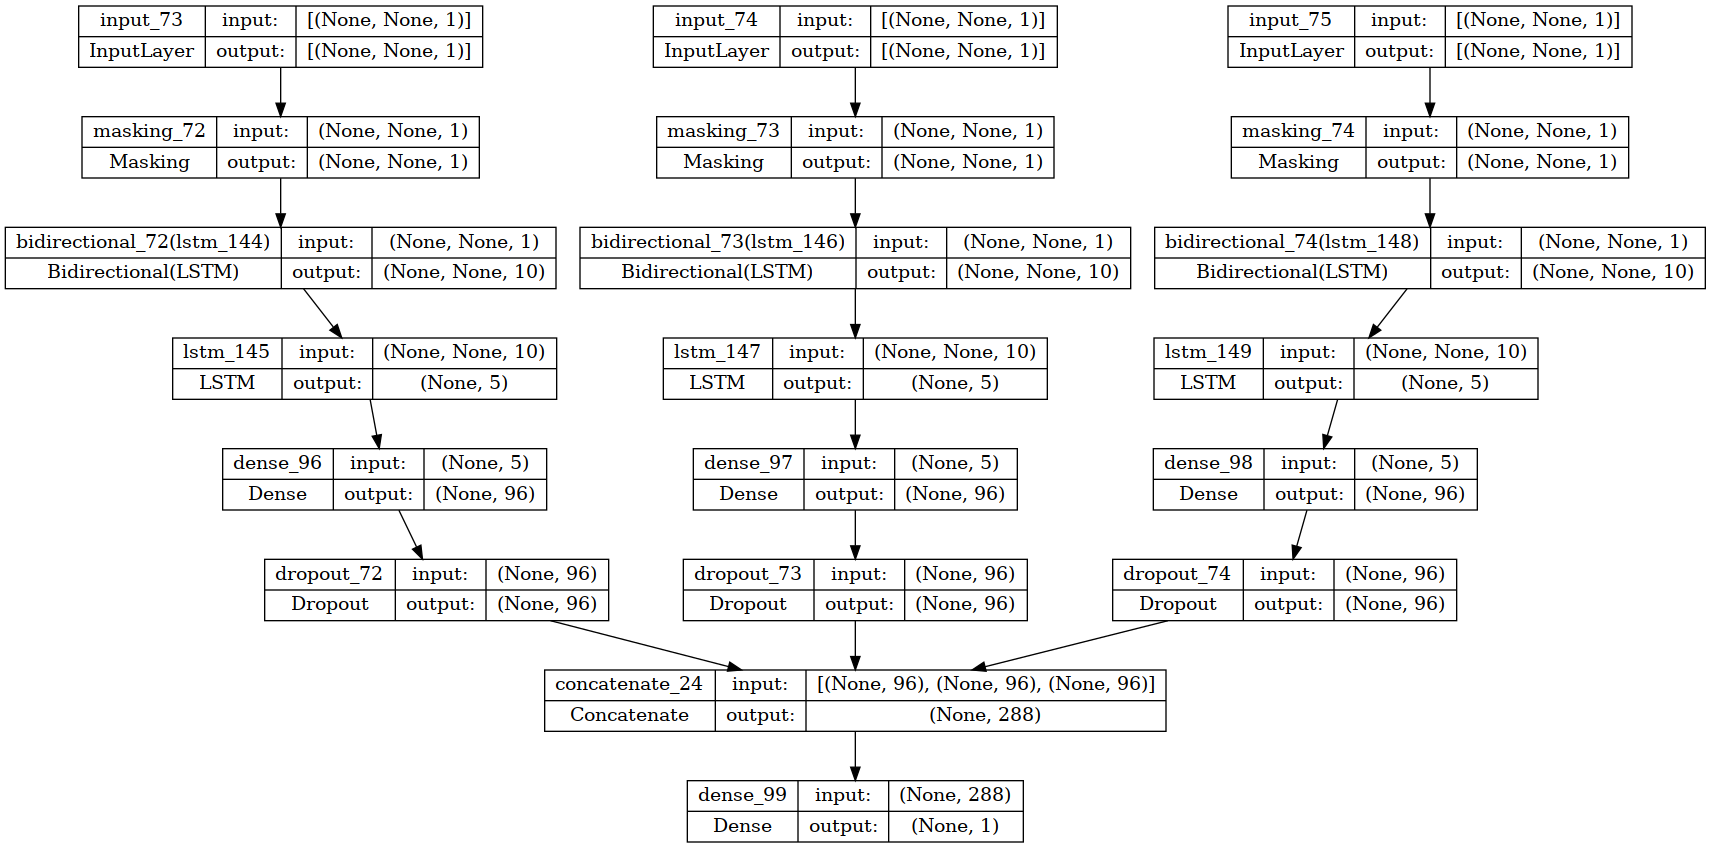 input_73 input: [(None, None, 1)]
InputLayer output: [(None, None, 1)]
input_74 input: [(None, None, 1)]
InputLayer output: [(None, None, 1)]
input_75 input: [(None, None, 1)]
InputLayer output: [(None, None, 1)]
masking_72 input: (None, None, 1)
Masking output: (None, None, 1)
masking_73 input: (None, None, 1)
Masking output: (None, None, 1)
masking_74 input: (None, None, 1)
Masking output: (None, None, 1)
bidirectional_72(lstm_144) input: (None, None, 1)
Bidirectional(LSTM) output: (None, None, 10)
bidirectional_73(lstm_146) input: (None, None, 1)
Bidirectional(LSTM) output: (None, None, 10)
bidirectional_74(lstm_148) input: (None, None, 1)
Bidirectional(LSTM) output: (None, None, 10)
lstm_145 input: (None, None, 10)
LSTM output: (None, 5)
lstm_147 input: (None, None, 10)
LSTM output: (None, 5)
lstm_149 input: (None, None, 10)
LSTM output: (None, 5)
dense_96 input: (None, 5)
Dense output: (None, 96)
dense_97 input: (None, 5)
Dense output: (None, 96)
dense_98 input: (None, 5)
Dense output: (None, 96)
dropout_72 input: (None, 96)
Dropout output: (None, 96)
dropout_73 input: (None, 96)
Dropout output: (None, 96)
dropout_74 input: (None, 96)
Dropout output: (None, 96)
concatenate_24 input: [(None, 96), (None, 96), (None, 96)]
Concatenate output: (None, 288)
dense_99 input: (None, 288)
Dense output: (None, 1)